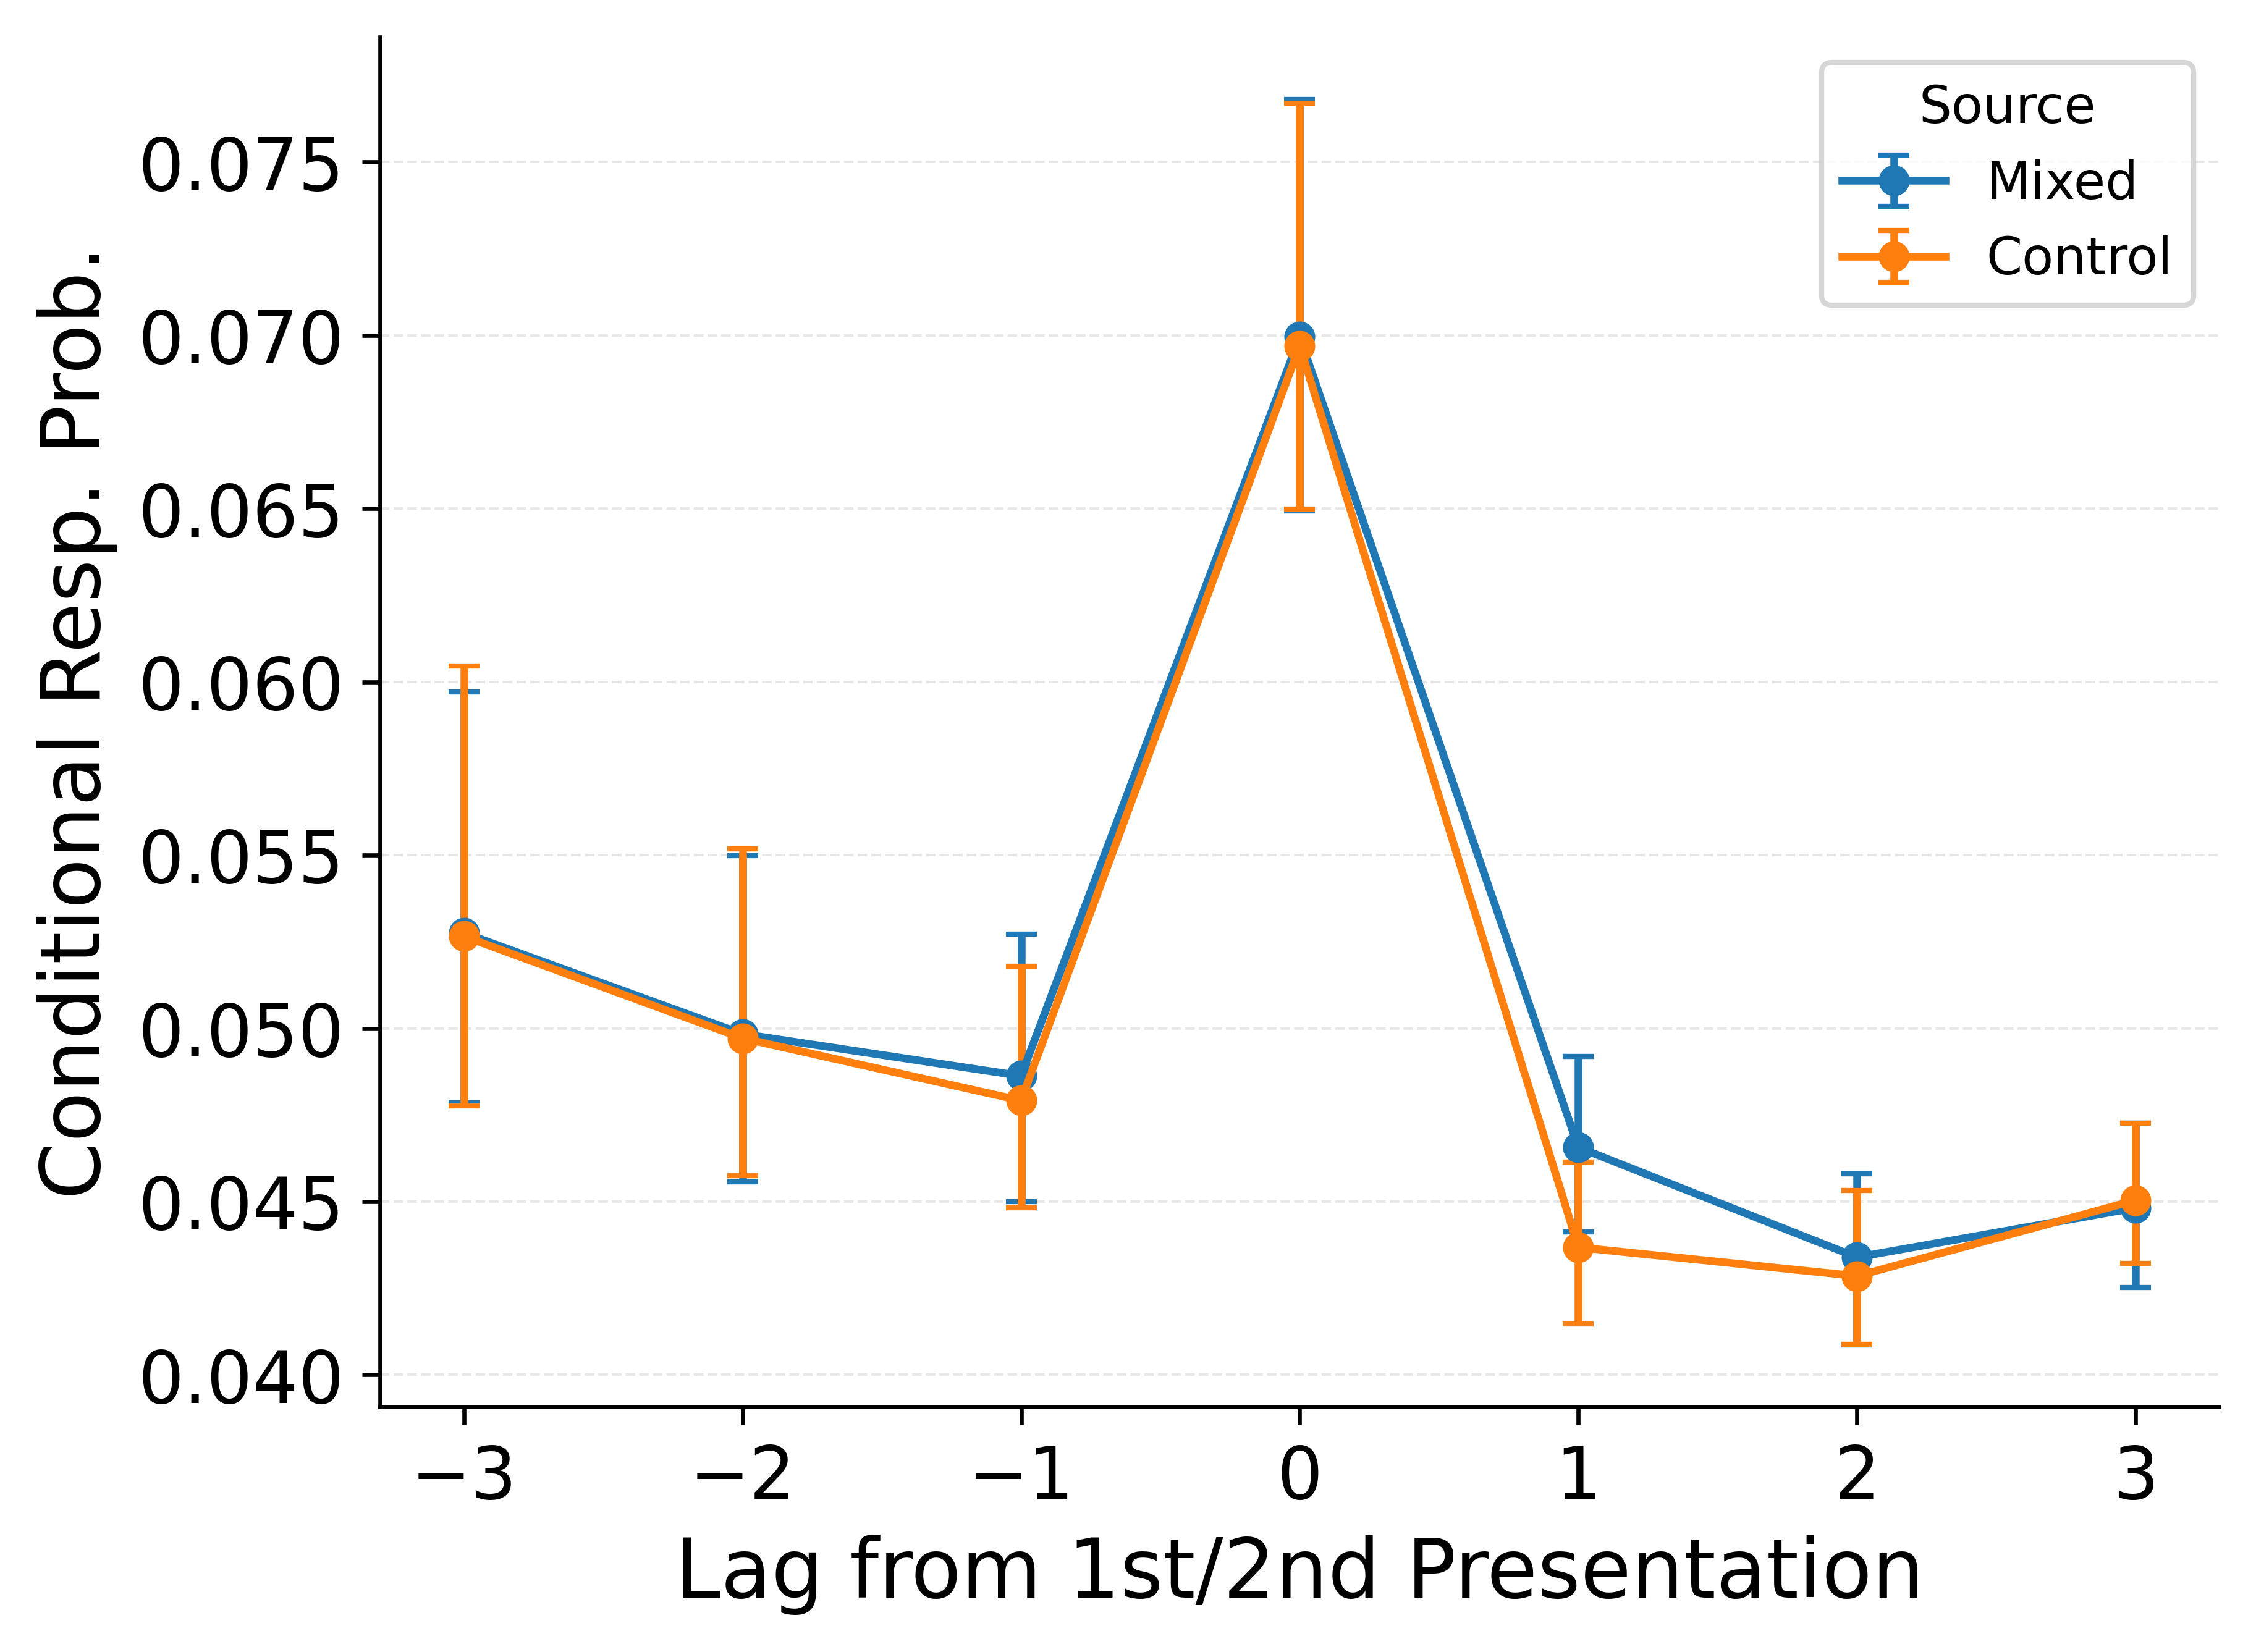 Source
Mixed
Control
Conditional Resp. Prob.
0.075
0.070
0.065
0.060
0.055
0.050
0.045
0.040
−3 −2 −1 0 1 2 3
Lag from 1st/2nd Presentation